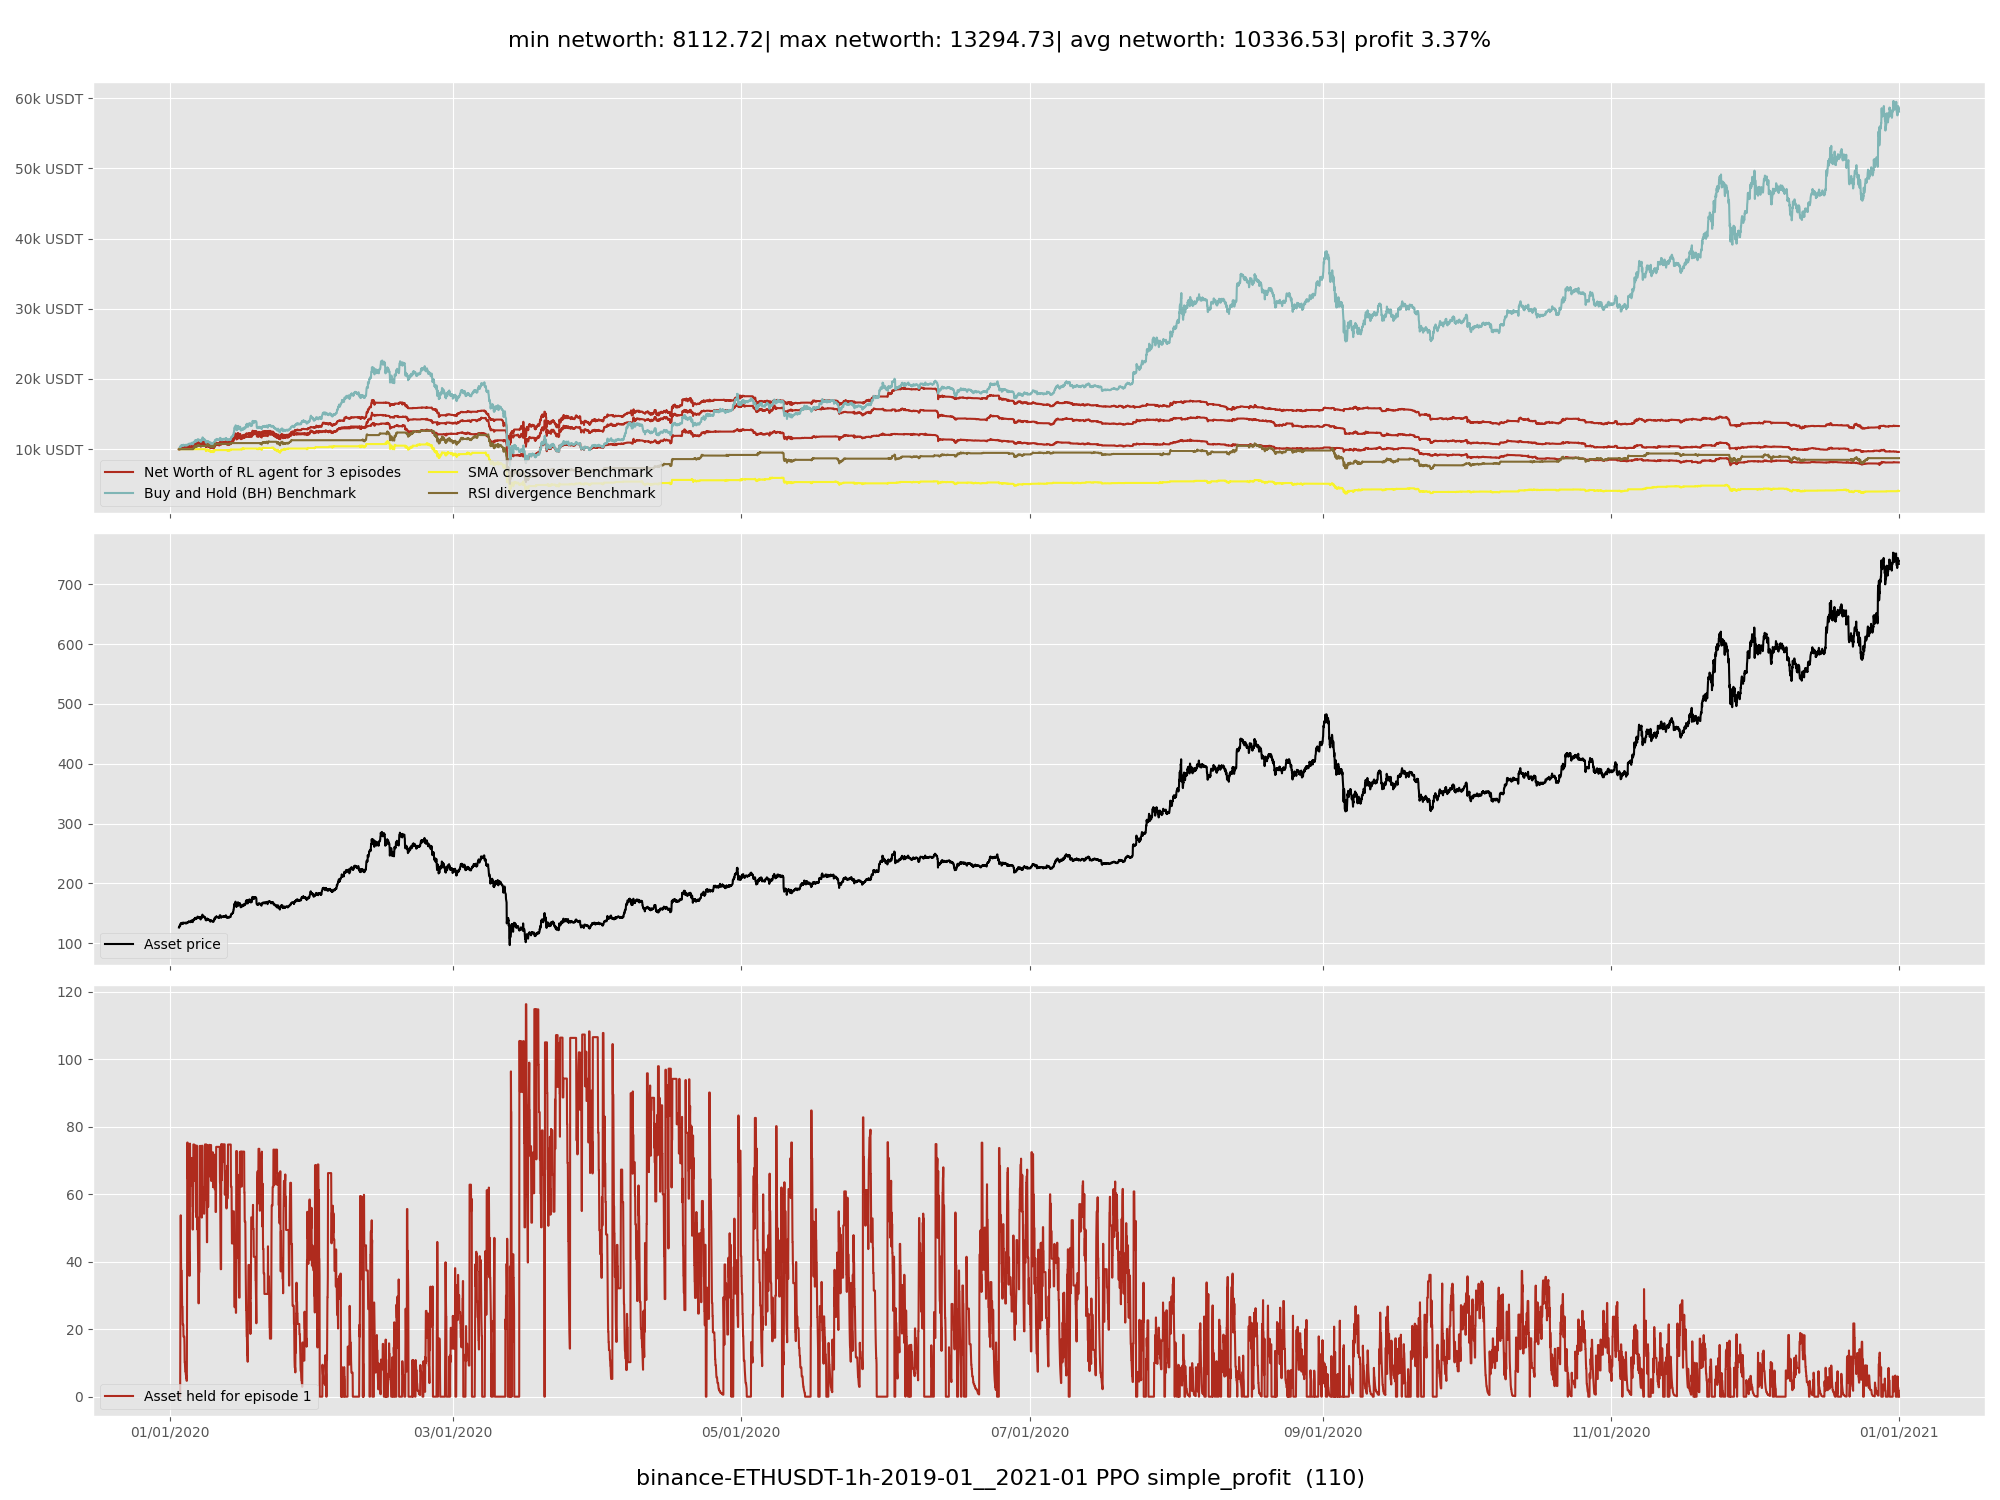 min networth: 8112.72| max networth: 13294.73| avg networth: 10336.53| profit 3.37%
60k USDT
50k USDT
40k USDT
30k USDT
20k USDT
10k USDT
Net Worth of RL agent for 3 episodes
Buy and Hold (BH) Benchmark
SMA crossover Benchmark
RSI divergence Benchmark
700
600
500
400
300
200
100
Asset price
120
100
80
60
40
20
0
Asset held for episode 1
01/01/2020 03/01/2020 05/01/2020 07/01/2020 09/01/2020 11/01/2020 01/01/2021
binance-ETHUSDT-1h-2019-01__2021-01 PPO simple_profit (110)